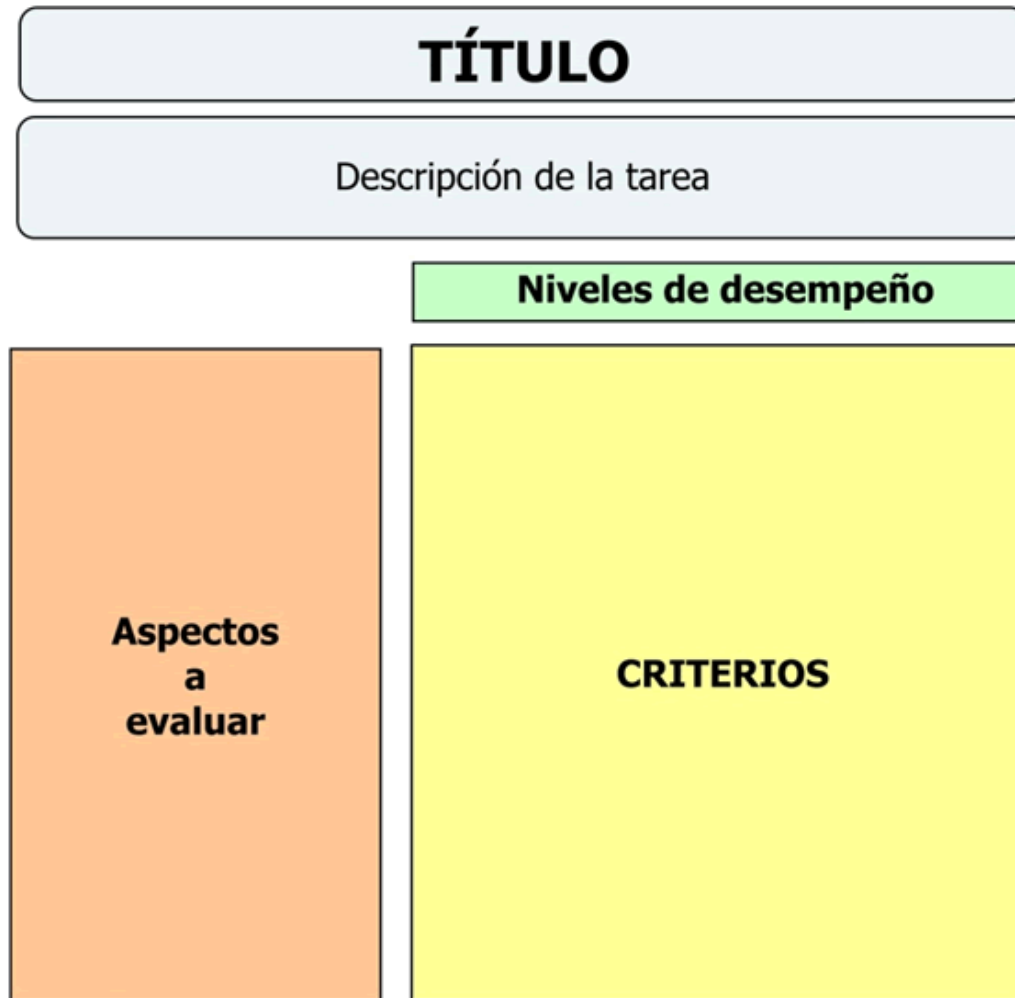 TÍTULO
Descripción de la tarea
Niveles de desempeño
Aspectos
a
evaluar
CRITERIOS